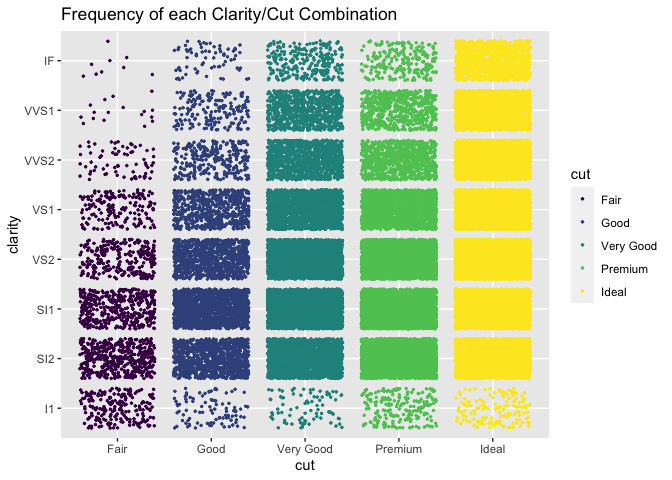 Frequency of each Clarity/Cut Combination
clarity
IF
VVS1
VVS2
VS1
VS2
SI1
SI2
I1
Fair Good Very Good Premium Ideal
cut
cut
Fair
Good
Very Good
Premium
Ideal